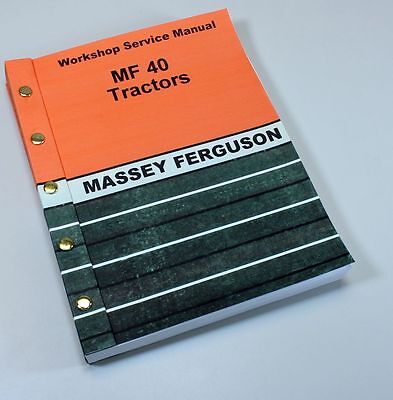 Workshop Service Manual
MF 40
Tractors
MASSEY FERGUSON